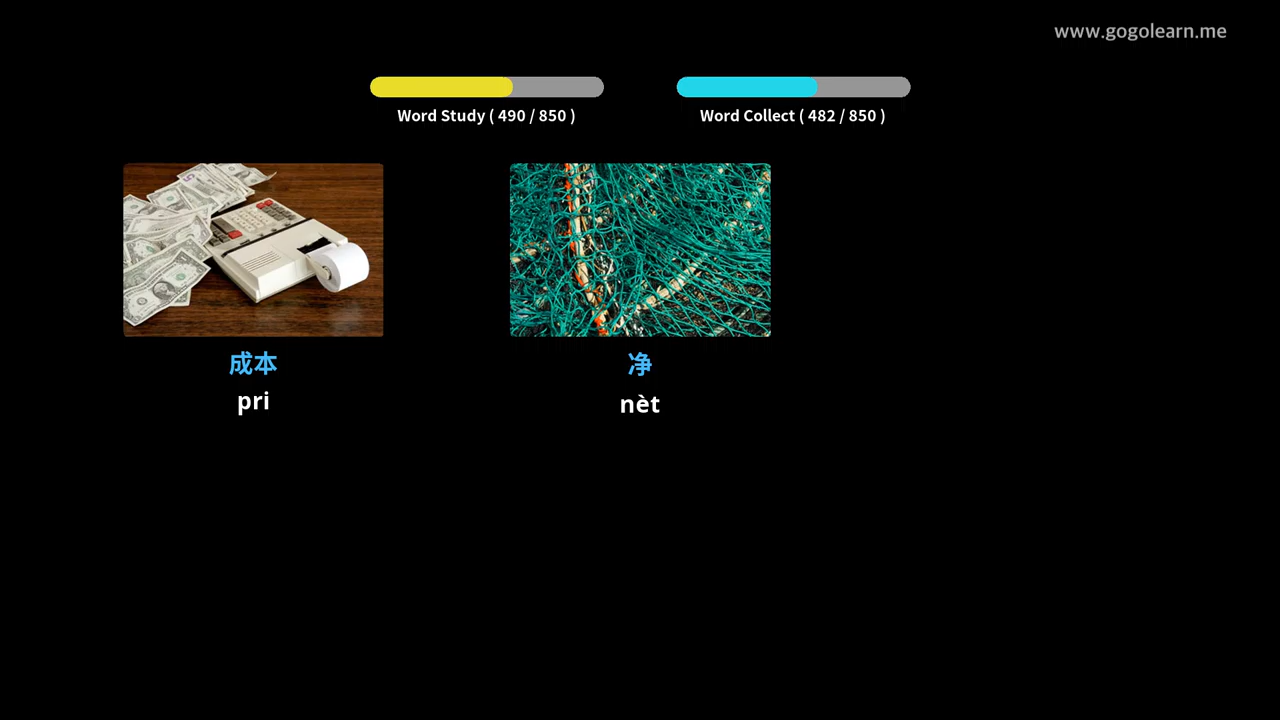 www.gogolearn.me
Word Study ( 490 / 850 )
Word Collect ( 482 / 850 )
成本
pri
净
nèt